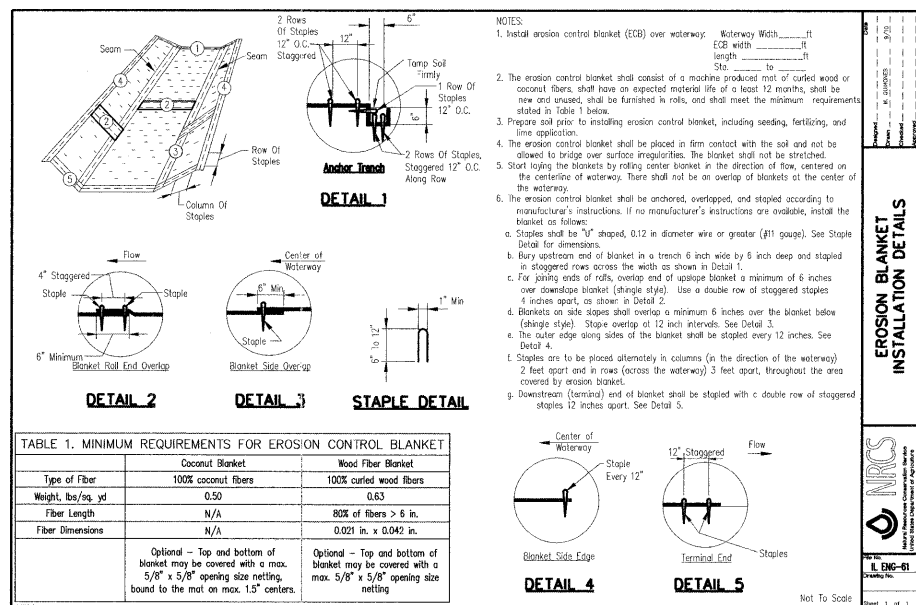 2 Rows
Of Staples
12" O.C.
Staggered
12"
6"
Tamp Soil
Firmly
1 Row Of
Staples
12" O.C.
6"
2 Rows Of Staples,
Staggered 12" O.C.
Along Row
Anchor Trench
DETAIL 1
Seam
Seam
1
2
2
3
4
4
5
Row Of
Staples
Column Of
Staples
Flow
4" Staggered
Staple
Staple
6" Minimum
Blanket Roll End Overlap
DETAIL 2
Center of
Waterway
6" Min
Staple
Blanket Side Overlap
DETAIL 3
1" Min
6" to 12"
STAPLE DETAIL
NOTES:
1. Install erosion control blanket (ECB) over waterway: Waterway Width____ft
ECB width ____ft
length ____ft
Sta. ____ to ____
2. The erosion control blanket shall consist of a machine produced mat of curled wood or
coconut fibers, shall have an expected material life of a least 12 months, shall be
new and unused, shall be furnished in rolls, and shall meet the minimum requirements
stated in Table 1 below.
3. Prepare soil prior to installing erosion control blanket, including seeding, fertilizing, and
lime application.
4. The erosion control blanket shall be placed in firm contact with the soil and not be
allowed to bridge over surface irregularities. The blanket shall not be stretched.
5. Start laying the blankets by rolling center blanket in the direction of flow, centered on
the centerline of waterway. There shall not be an overlap of blankets at the center of
the waterway.
6. The erosion control blanket shall be anchored, overlapped, and stapled according to
manufacturer's instructions. If no manufacturer's instructions are available, install the
blanket as follows:
a. Staples shall be "U" shaped, 0.12 in diameter wire or greater (#11 gauge). See Staple
Detail for dimensions.
b. Bury upstream end of blanket in a trench 6 inch wide by 6 inch deep and stapled
in staggered rows across the width as shown in Detail 1.
c. For joining ends of rolls, overlap end of upslope blanket a minimum of 6 inches
over downslope blanket (shingle style). Use a double row of staggered staples
4 inches apart, as shown in Detail 2.
d. Blankets on side slopes shall overlap a minimum 6 inches over the blanket below
(shingle style). Staple overlap at 12 inch intervals. See Detail 3.
e. The outer edge along sides of the blanket shall be stapled every 12 inches. See
Detail 4.
f. Staples are to be placed alternately in columns (in the direction of the waterway)
2 feet apart and in rows (across the waterway) 3 feet apart, throughout the area
covered by erosion blanket.
g. Downstream (terminal) end of blanket shall be stapled with c double row of staggered
staples 12 inches apart. See Detail 5.
TABLE 1. MINIMUM REQUIREMENTS FOR EROSION CONTROL BLANKET
Coconut Blanket Wood Fiber Blanket
Type of Fiber 100% coconut fibers 100% curled wood fibers
Weight, lbs/sq. yd 0.50 0.63
Fiber Length N/A 80% of fibers > 6 in.
Fiber Dimensions N/A 0.021 in. x 0.042 in.
Optional – Top and bottom of
blanket may be covered with a max.
5/8" x 5/8" opening size netting,
bound to the mat on max. 1.5" centers.
Optional – Top and bottom of
blanket may be covered with a
max. 5/8" x 5/8" opening size
netting
Center of
Waterway
Staple
Every 12"
Blanket Side Edge
DETAIL 4
12" Staggered
Flow
Staples
Terminal End
DETAIL 5
Not To Scale
Date
Designed
Drawn M. QUINONES 9/10
Checked
Approved
EROSION BLANKET
INSTALLATION DETAILS
NRCS
Natural Resources Conservation Service
United States Department of Agriculture
File No.
IL ENG-61
Drawing No.
Sheet 1 of 1